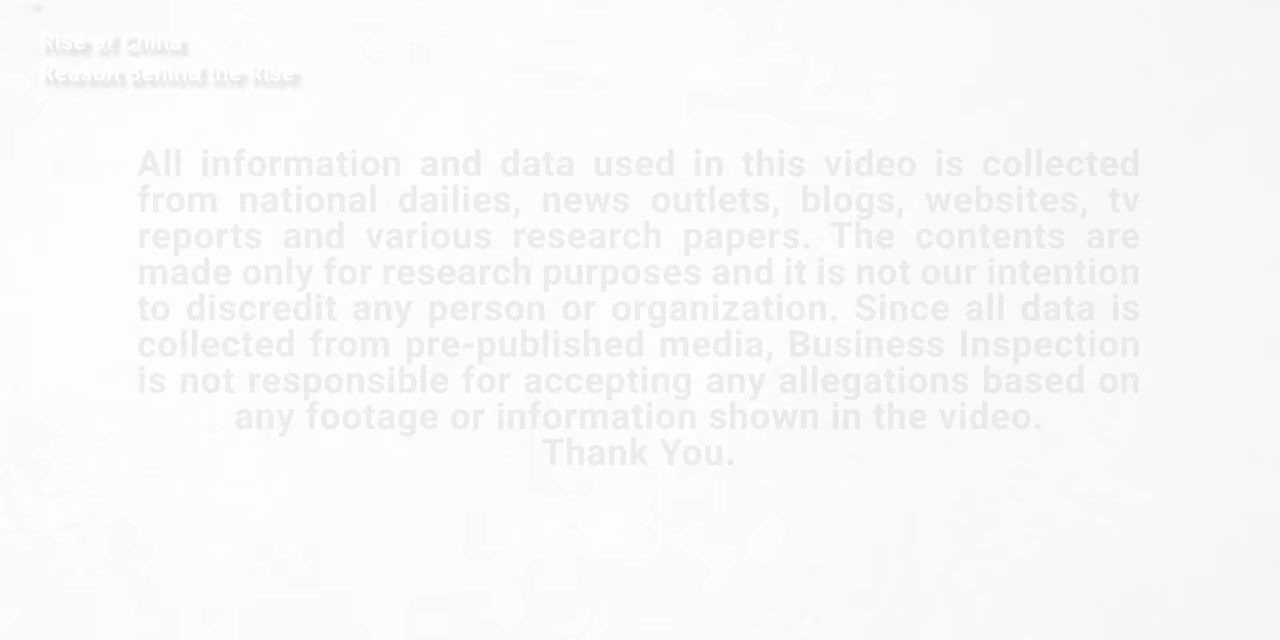 Rise of China
Reason Behind the Rise
All information and data used in this video is collected
from national dailies, news outlets, blogs, websites, tv
reports and various research papers. The contents are
made only for research purposes and it is not our intention
to discredit any person or organization. Since all data is
collected from pre-published media, Business Inspection
is not responsible for accepting any allegations based on
any footage or information shown in the video.
Thank You.